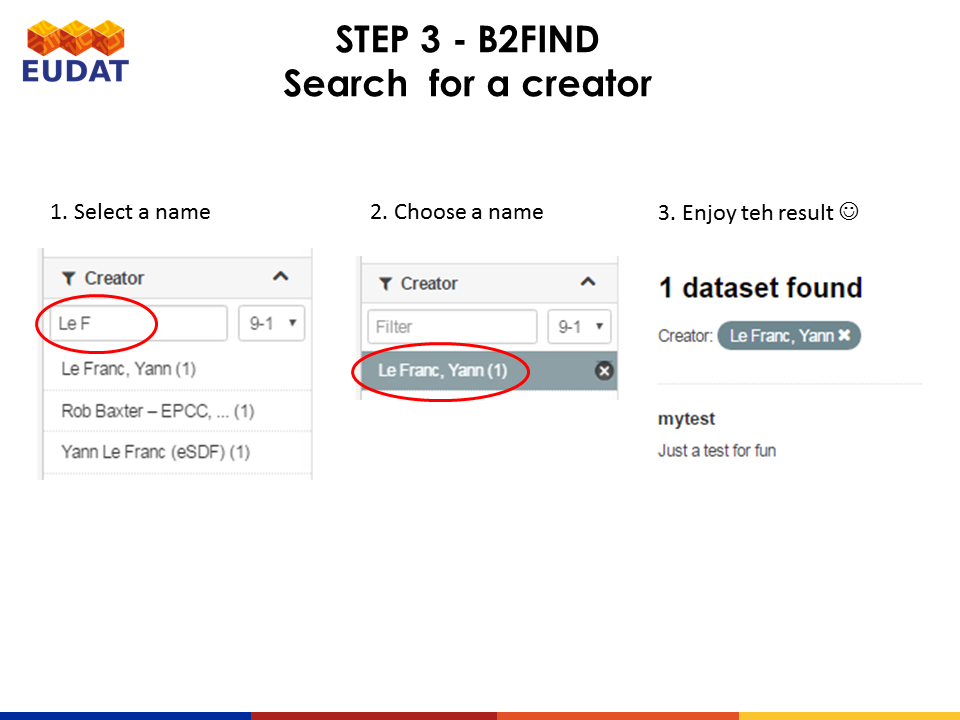 EUDAT
STEP 3 - B2FIND
Search for a creator
1. Select a name
Creator
Le F
9-1
Le Franc, Yann (1)
Rob Baxter – EPCC, ... (1)
Yann Le Franc (eSDF) (1)
2. Choose a name
Creator
Filter
9-1
Le Franc, Yann (1)
3. Enjoy teh result ☺
1 dataset found
Creator: Le Franc, Yann ✖
mytest
Just a test for fun